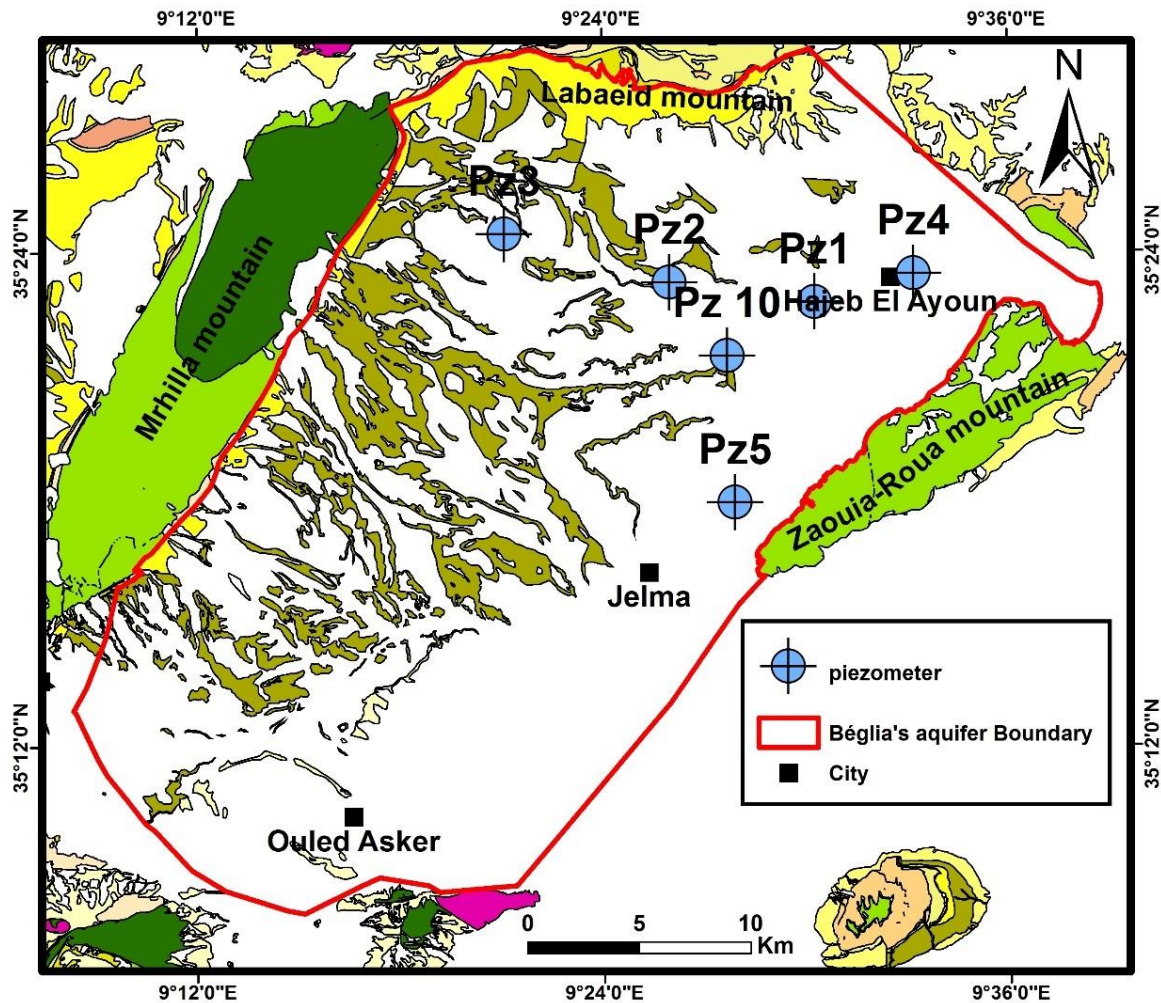 9°12'0"E
9°24'0"E
9°36'0"E
N
Labaeid mountain
Pz3
35°24'0"N
35°24'0"N
Pz2
Pz1
Pz4
Hajeb El Ayoun
Pz 10
Mrhilla mountain
Zaouia-Roua mountain
Pz5
Jelma
piezometer
Béglia's aquifer Boundary
City
35°12'0"N
35°12'0"N
Ouled Asker
0 5 10
Km
9°12'0"E
9°24'0"E
9°36'0"E